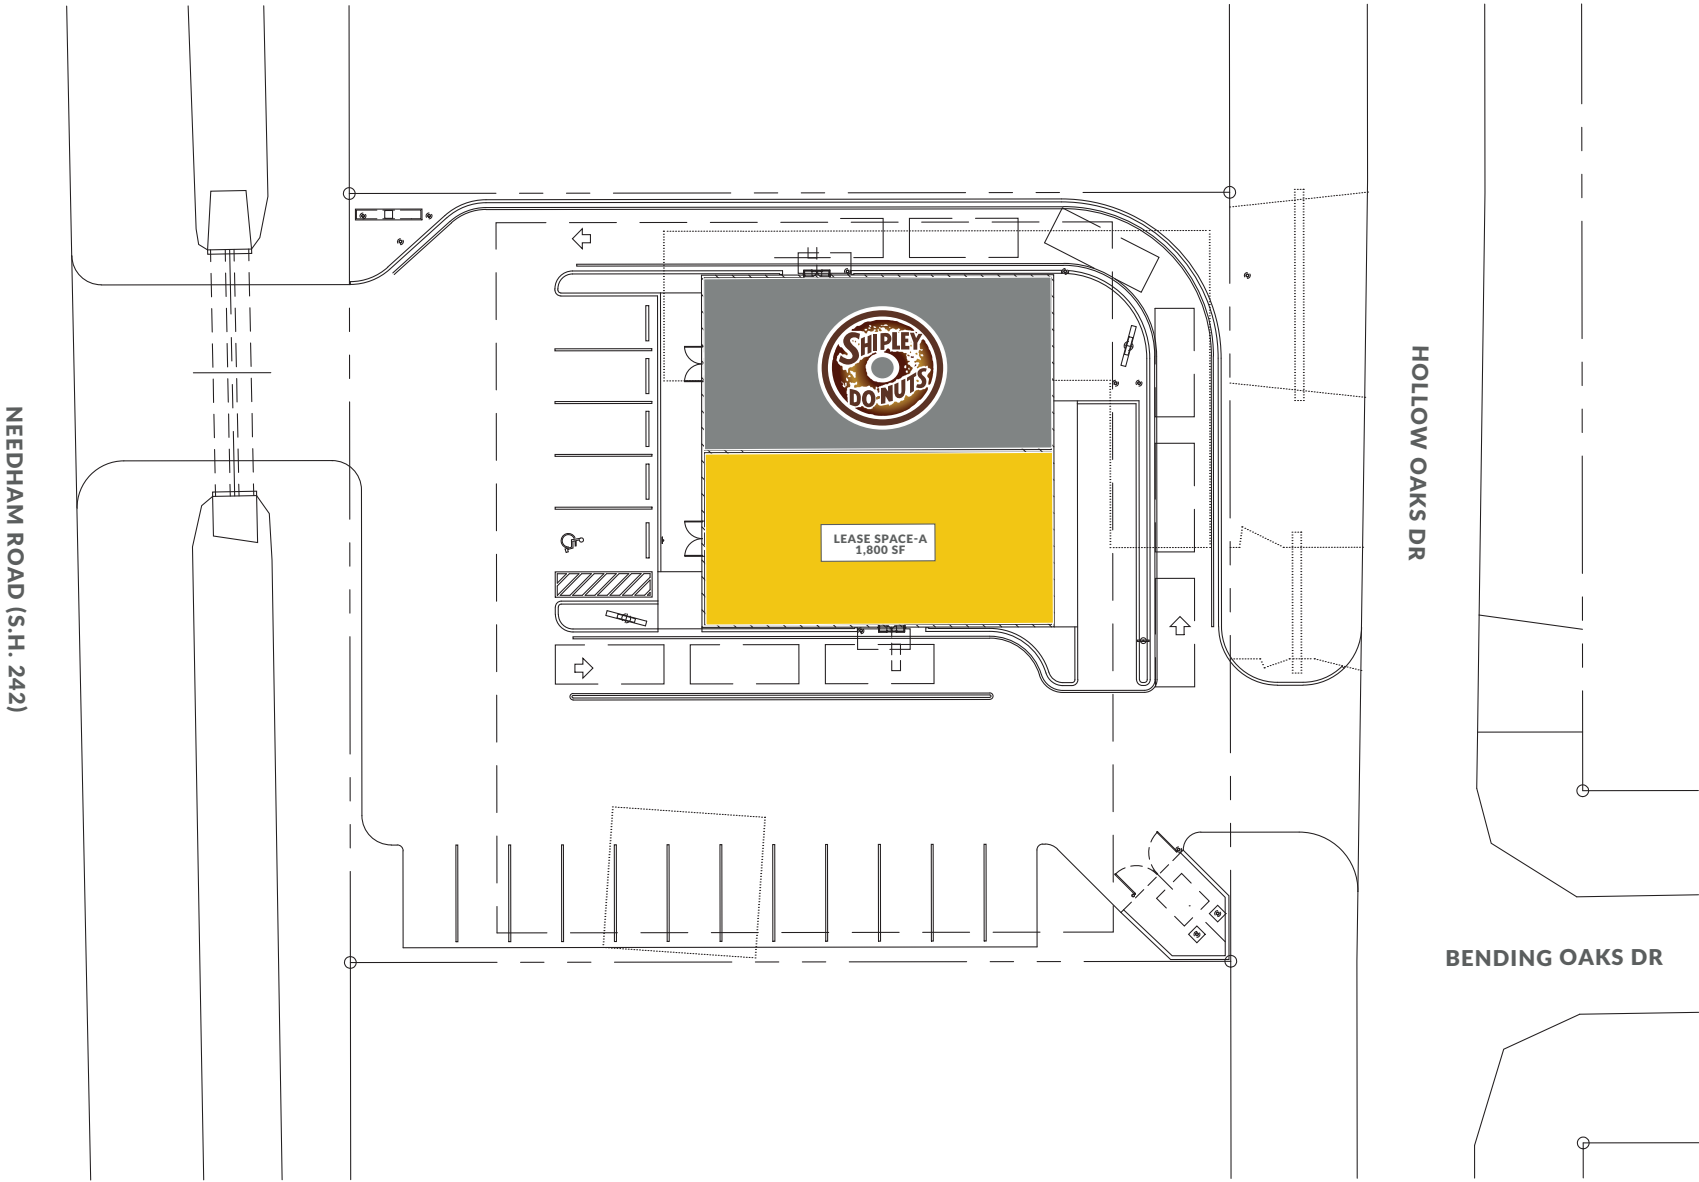 SHIPLEY
DO-NUTS
LEASE SPACE-A
1,800 SF
NEEDHAM ROAD (S.H. 242)
HOLLOW OAKS DR
BENDING OAKS DR